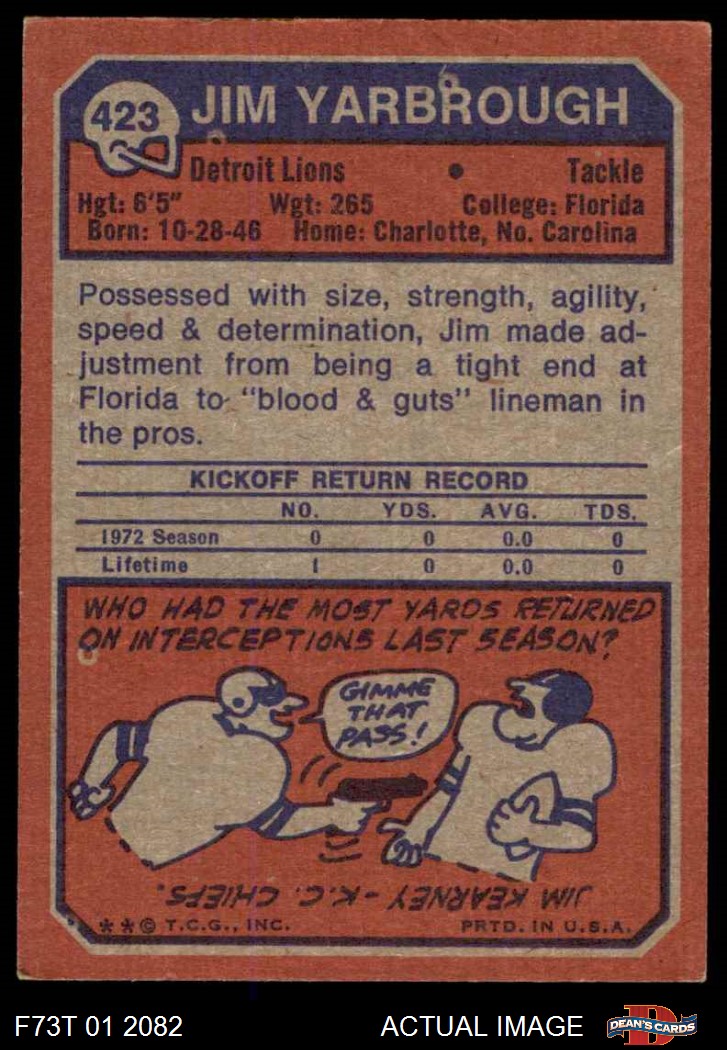 423 JIM YARBROUGH
Detroit Lions • Tackle
Hgt: 6'5" Wgt: 265 College: Florida
Born: 10-28-46 Home: Charlotte, No. Carolina
Possessed with size, strength, agility,
speed & determination, Jim made ad-
justment from being a tight end at
Florida to "blood & guts" lineman in
the pros.
KICKOFF RETURN RECORD
NO. YDS. AVG. TDS.
1972 Season 0 0 0.0 0
Lifetime 1 0 0.0 0
WHO HAD THE MOST YARDS RETURNED
ON INTERCEPTIONS LAST SEASON?
GIMME
THAT
PASS!
JIM KEARNEY - K.C. CHIEFS.
**© T.C.G., INC. PRTD. IN U.S.A.
F73T 01 2082 ACTUAL IMAGE D DEAN'S CARDS